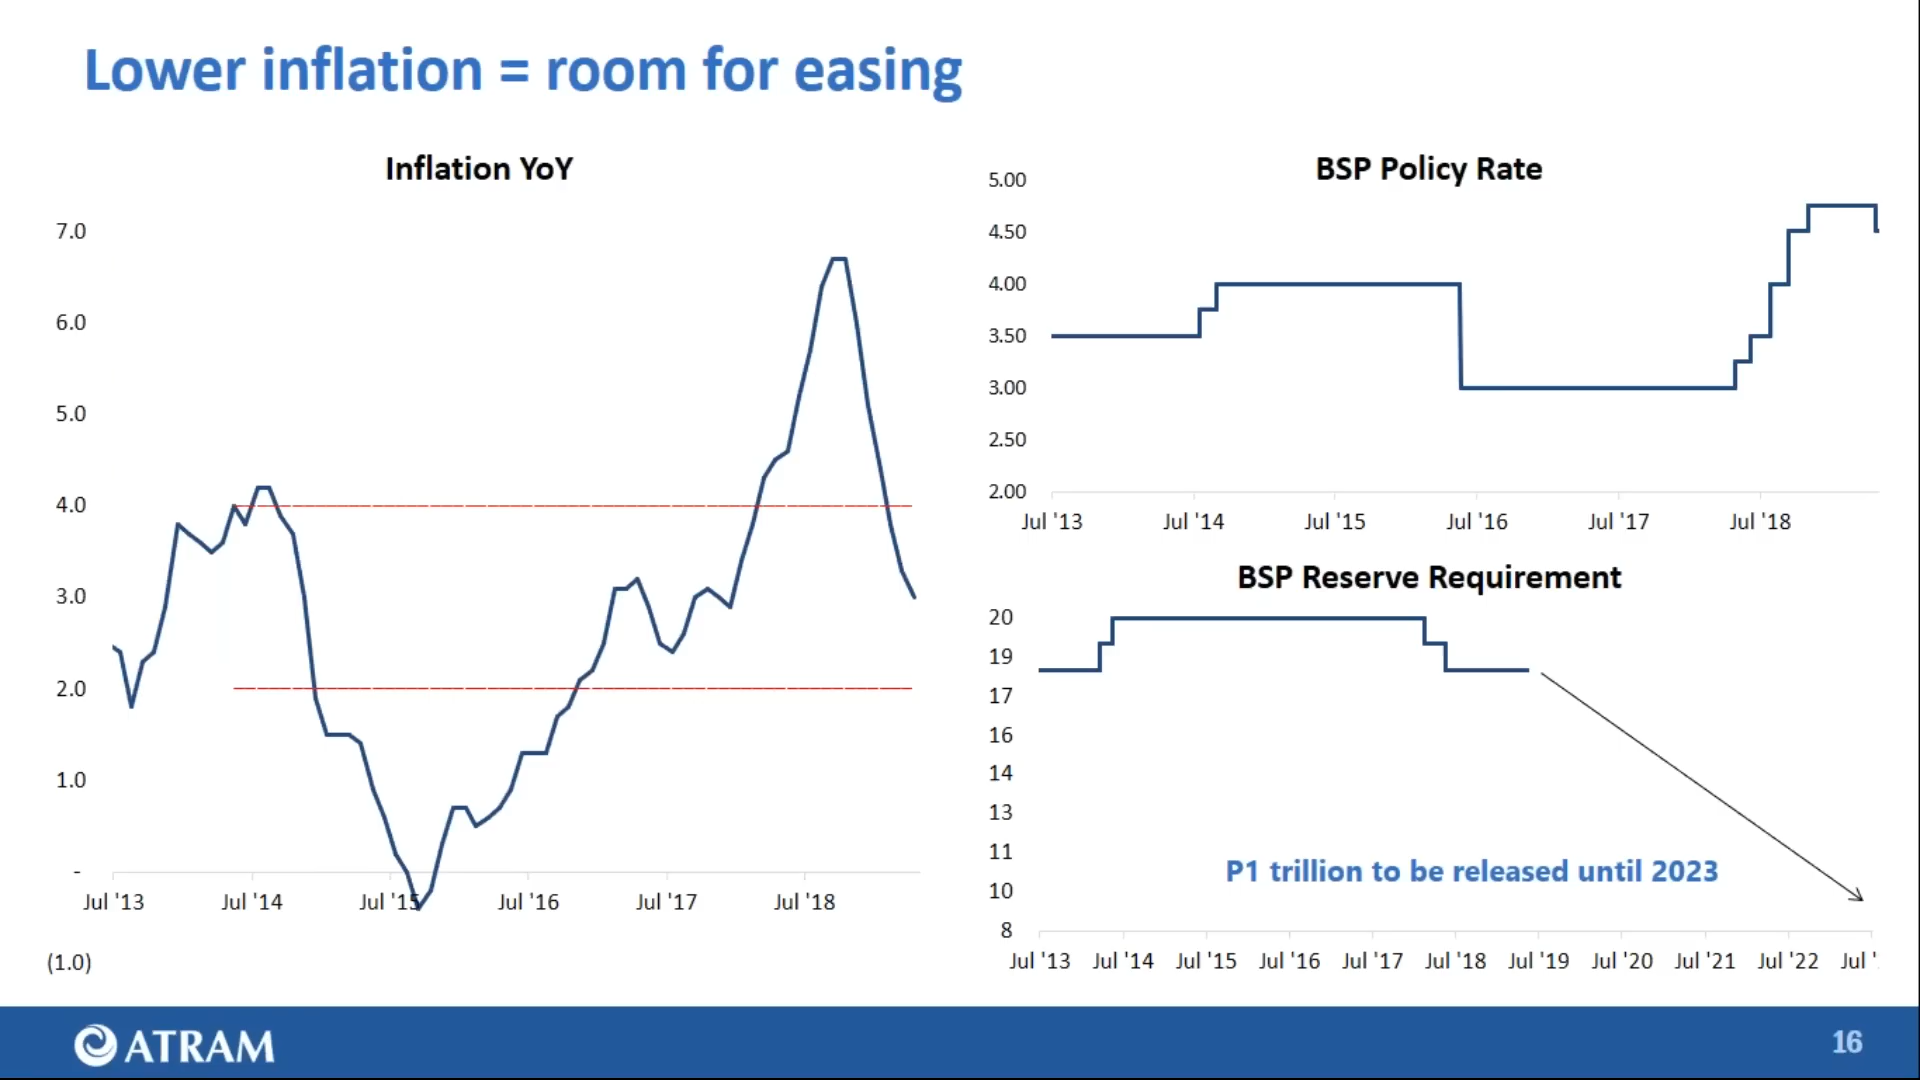 Lower inflation = room for easing
Inflation YoY
7.0
6.0
5.0
4.0
3.0
2.0
1.0
-
Jul '13 Jul '14 Jul '15 Jul '16 Jul '17 Jul '18
(1.0)
BSP Policy Rate
5.00
4.50
4.00
3.50
3.00
2.50
2.00
Jul '13 Jul '14 Jul '15 Jul '16 Jul '17 Jul '18
BSP Reserve Requirement
20
19
17
16
14
13
11
10
8
P1 trillion to be released until 2023
Jul '13 Jul '14 Jul '15 Jul '16 Jul '17 Jul '18 Jul '19 Jul '20 Jul '21 Jul '22 Jul '
ATRAM
16